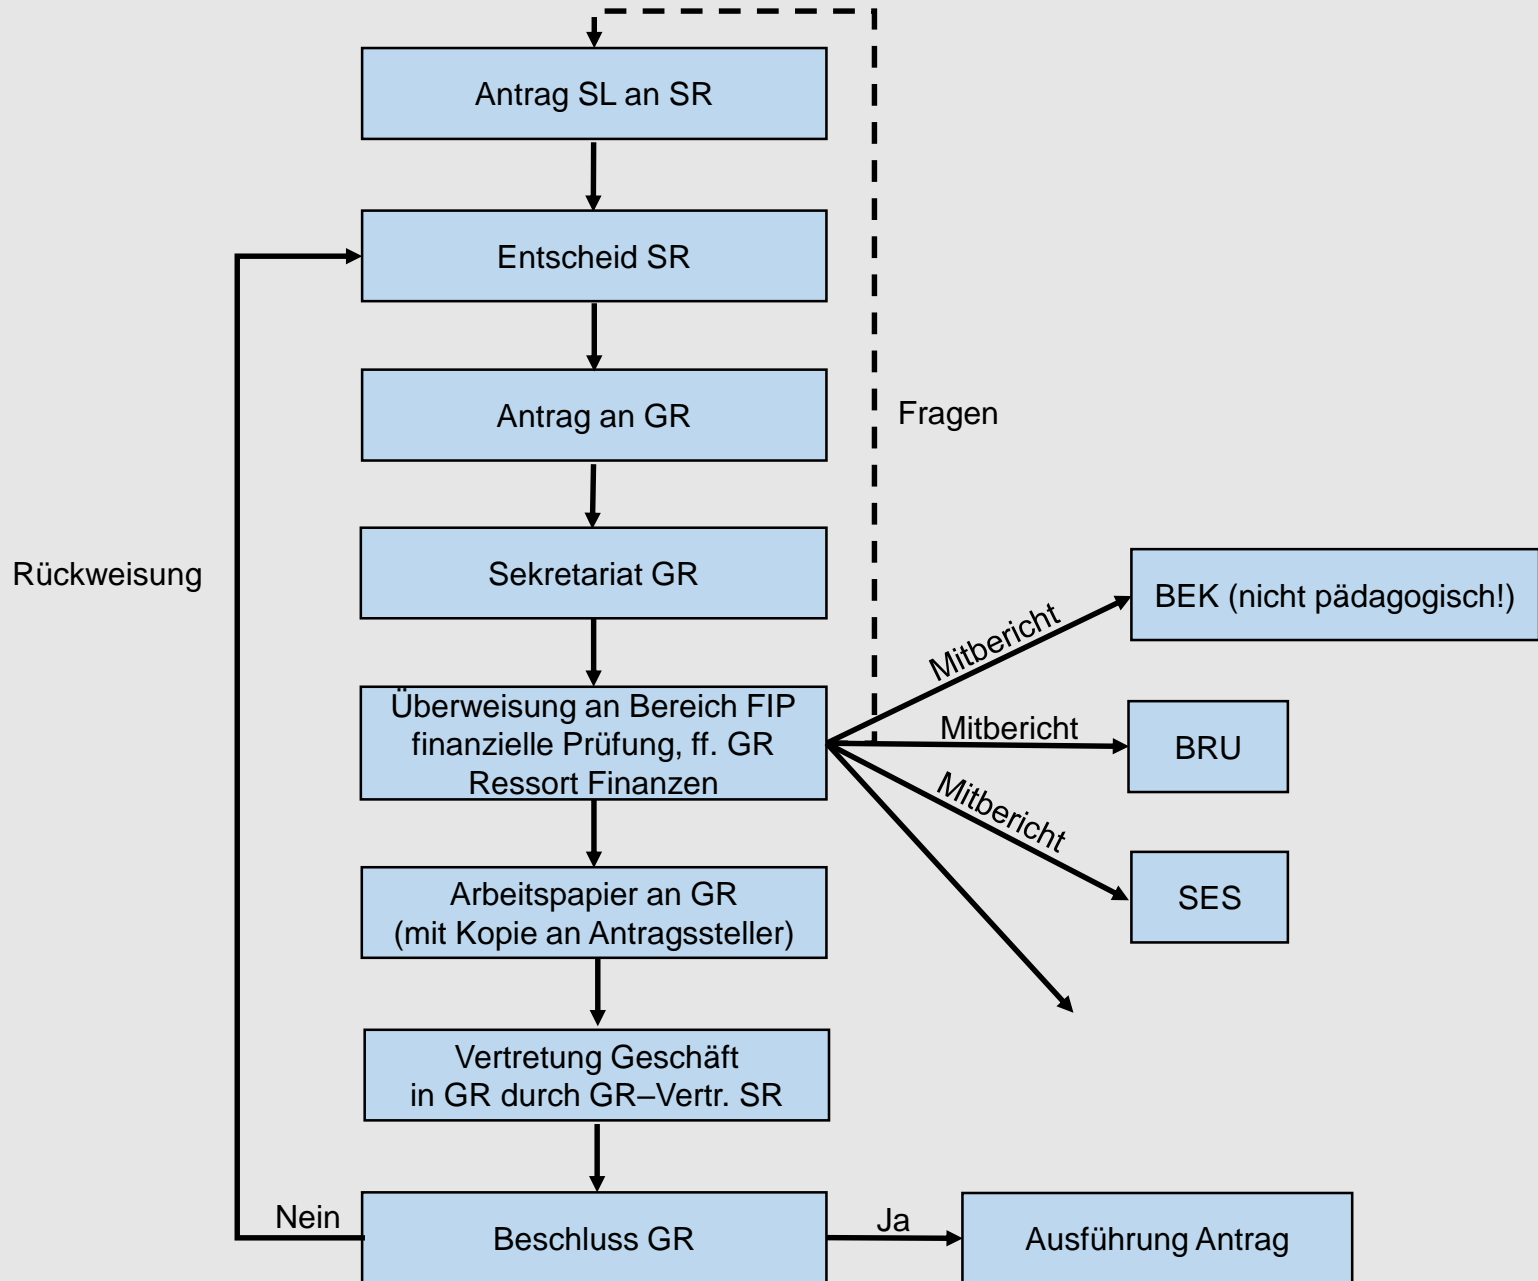 Antrag SL an SR
Entscheid SR
Antrag an GR
Fragen
Sekretariat GR
Rückweisung
BEK (nicht pädagogisch!)
Mitbericht
Überweisung an Bereich FIP
finanzielle Prüfung, ff. GR
Ressort Finanzen
Mitbericht
BRU
Mitbericht
SES
Arbeitspapier an GR
(mit Kopie an Antragssteller)
Vertretung Geschäft
in GR durch GR–Vertr. SR
Nein
Beschluss GR
Ja
Ausführung Antrag